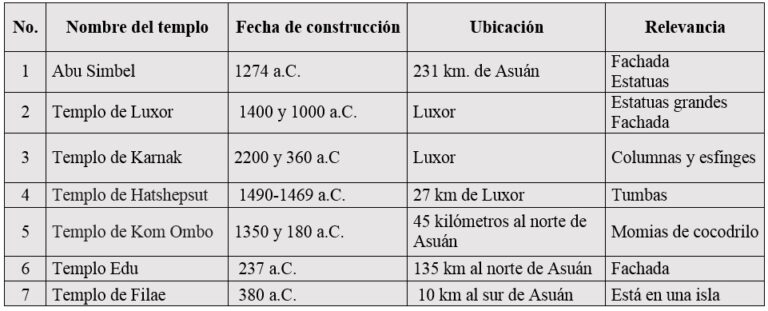 No. Nombre del templo Fecha de construcción Ubicación Relevancia
1 Abu Simbel 1274 a.C. 231 km. de Asuán Fachada
Estatuas
2 Templo de Luxor 1400 y 1000 a.C. Luxor Estatuas grandes
Fachada
3 Templo de Karnak 2200 y 360 a.C Luxor Columnas y esfinges
4 Templo de Hatshepsut 1490-1469 a.C. 27 km de Luxor Tumbas
5 Templo de Kom Ombo 1350 y 180 a.C. 45 kilómetros al norte de
Asuán Momias de cocodrilo
6 Templo Edu 237 a.C. 135 km al norte de Asuán Fachada
7 Templo de Filae 380 a.C. 10 km al sur de Asuán Está en una isla